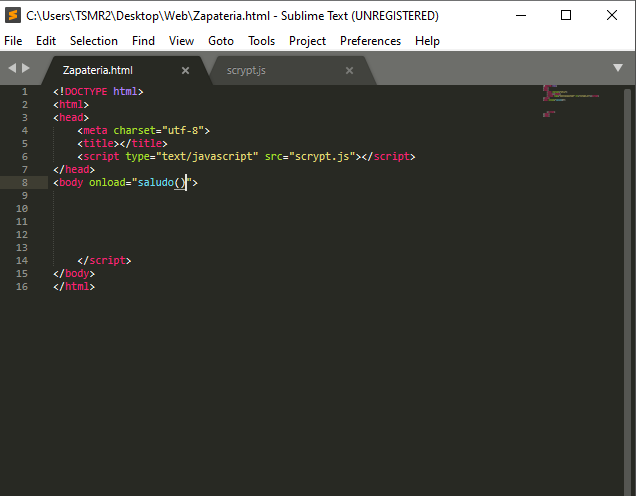 C:\Users\TSMR2\Desktop\Web\Zapateria.html - Sublime Text (UNREGISTERED)
File Edit Selection Find View Goto Tools Project Preferences Help
Zapateria.html scrypt.js
1 <!DOCTYPE html>
2 <html>
3 <head>
4 <meta charset="utf-8">
5 <title></title>
6 <script type="text/javascript" src="scrypt.js"></script>
7 </head>
8 <body onload="saludo()">
9
10
11
12
13
14 </script>
15 </body>
16 </html>